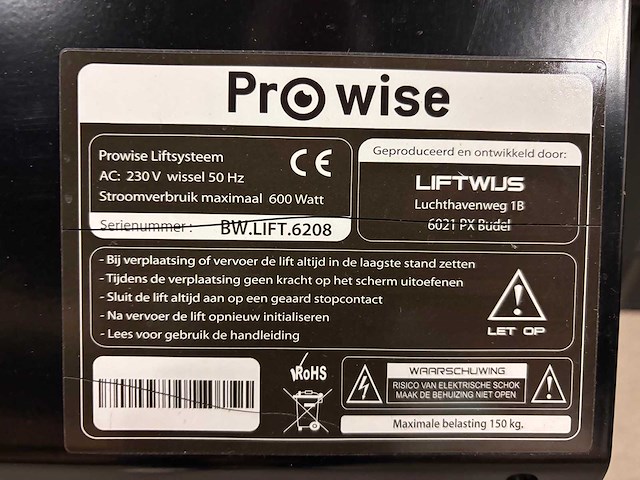 Prowise
Prowise Liftsysteem
AC: 230 V wissel 50 Hz
Stroomverbruik maximaal 600 Watt
CE
Serienummer: BW.LIFT.6208
Geproduceerd en ontwikkeld door:
LIFTWIJS
Luchthavenweg 1B
6021 PX Budel
- Bij verplaatsing of vervoer de lift altijd in de laagste stand zetten
- Tijdens de verplaatsing geen kracht op het scherm uitoefenen
- Sluit de lift altijd aan op een geaard stopcontact
- Na vervoer de lift opnieuw initialiseren
- Lees voor gebruik de handleiding
LET OP
RoHS
WAARSCHUWING
RISICO VAN ELEKTRISCHE SCHOK
MAAK DE BEHUIZING NIET OPEN
Maximale belasting 150 kg.